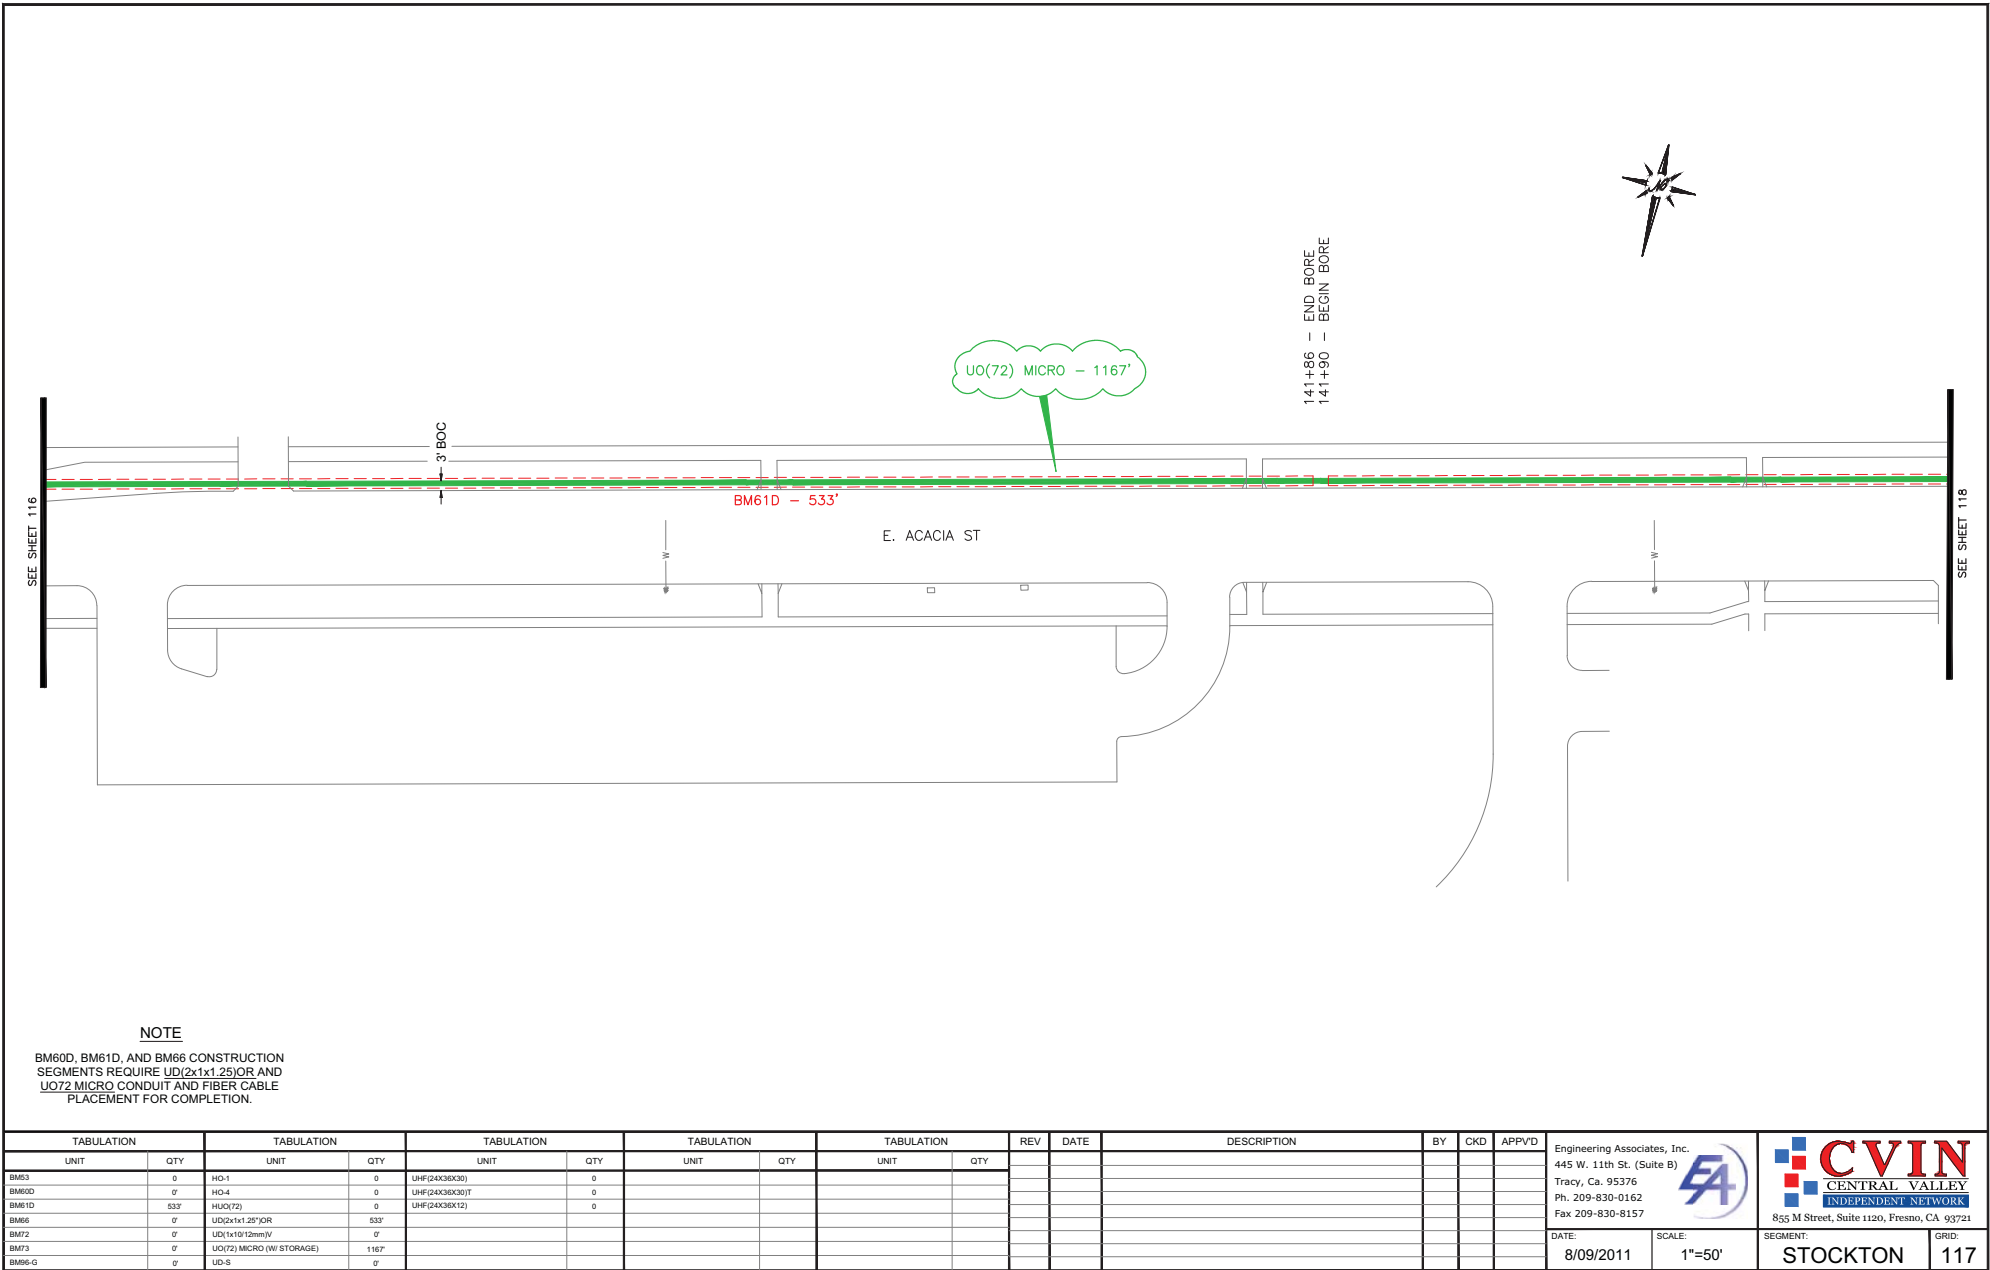 141+86 - END BORE
141+90 - BEGIN BORE
UO(72) MICRO - 1167'
3' BOC
BM61D - 533'
E. ACACIA ST
W
W
SEE SHEET 116
SEE SHEET 118
NOTE
BM60D, BM61D, AND BM66 CONSTRUCTION
SEGMENTS REQUIRE UD(2x1x1.25)OR AND
UO72 MICRO CONDUIT AND FIBER CABLE
PLACEMENT FOR COMPLETION.
TABULATION TABULATION TABULATION TABULATION TABULATION REV DATE DESCRIPTION BY CKD APPV'D
UNIT QTY UNIT QTY UNIT QTY UNIT QTY UNIT QTY
BM53 0 HO-1 0 UHF(24X36X30) 0
BM60D 0' HO-4 0 UHF(24X36X30)T 0
BM61D 533' HUO(72) 0 UHF(24X36X12) 0
BM66 0' UD(2x1x1.25")OR 533'
BM72 0' UD(1x10/12mm)V 0'
BM73 0' UO(72) MICRO (W/ STORAGE) 1167'
BM96-G 0' UD-S 0'
Engineering Associates, Inc.
445 W. 11th St. (Suite B)
Tracy, Ca. 95376
Ph. 209-830-0162
Fax 209-830-8157
EA
CVIN
CENTRAL VALLEY
INDEPENDENT NETWORK
855 M Street, Suite 1120, Fresno, CA 93721
DATE: SCALE: SEGMENT: GRID:
8/09/2011 1"=50' STOCKTON 117